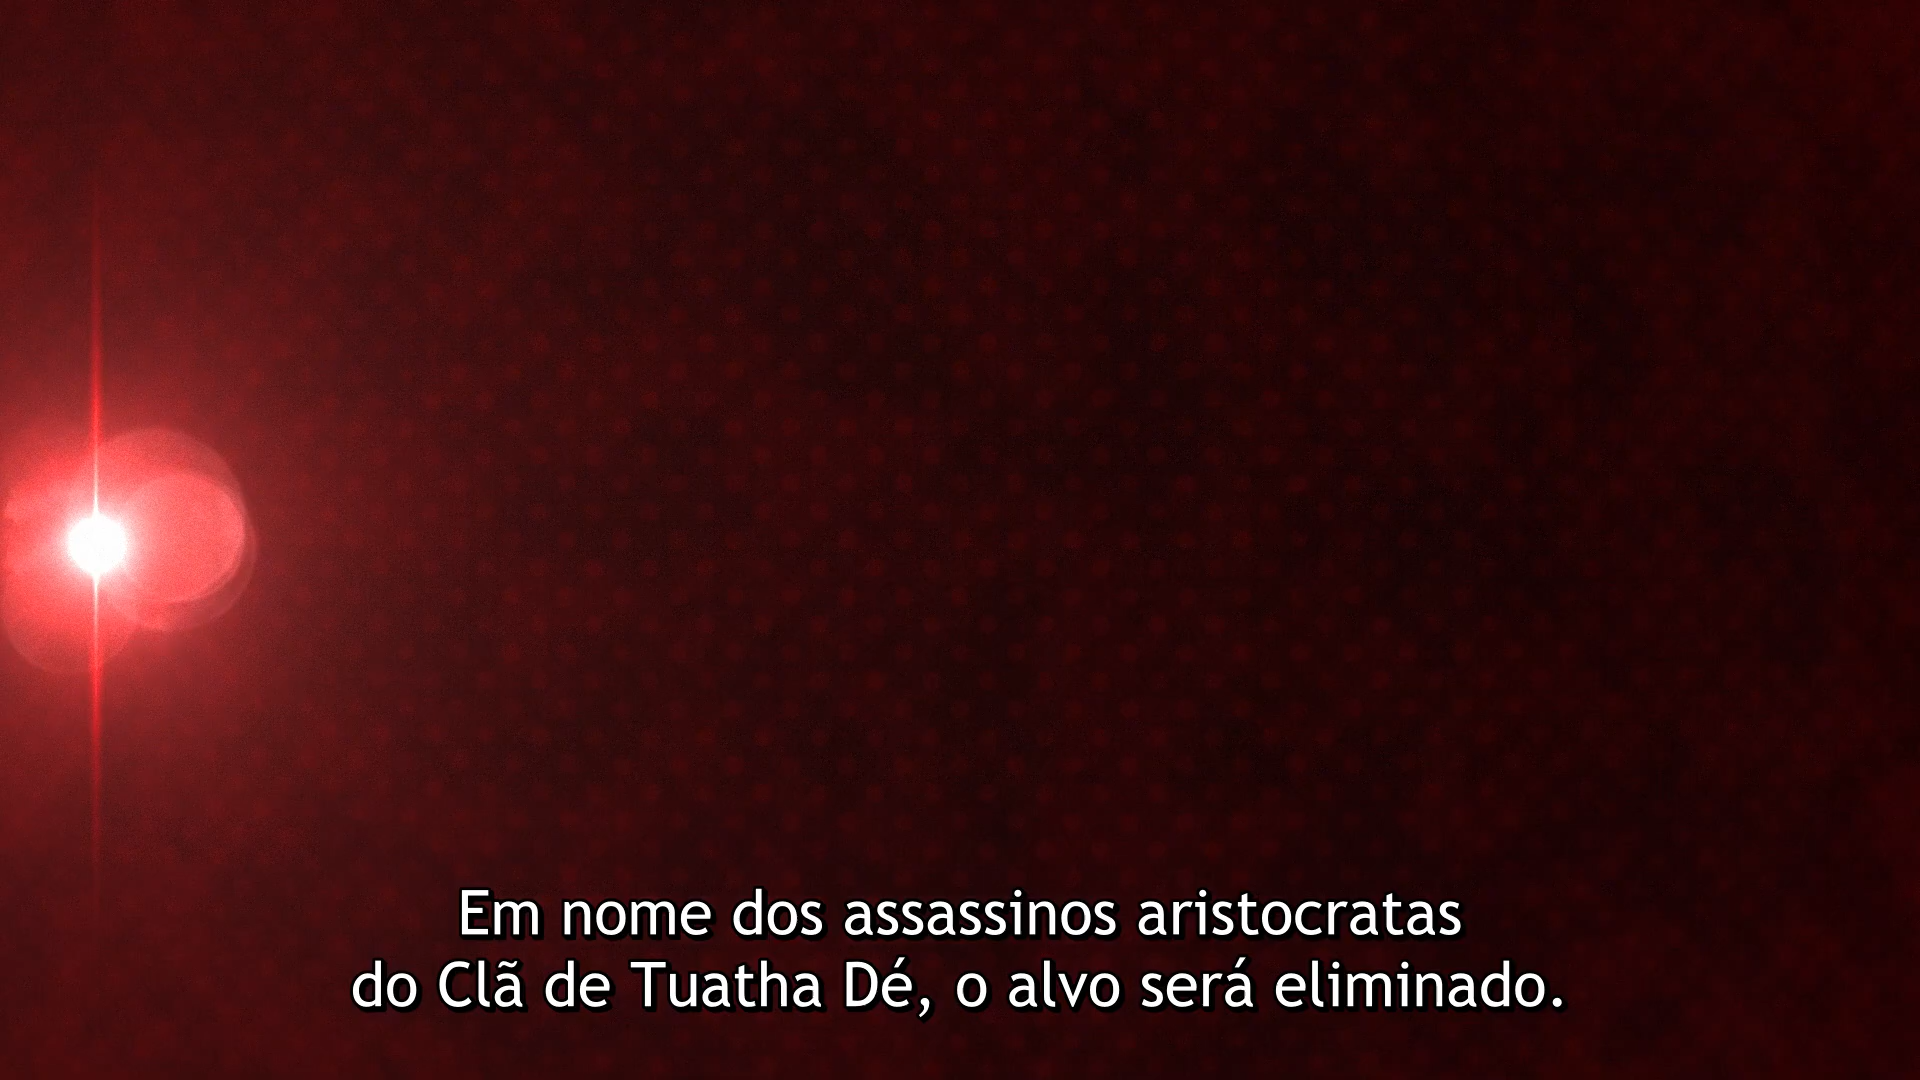 Em nome dos assassinos aristocratas
do Clã de Tuatha Dé, o alvo será eliminado.